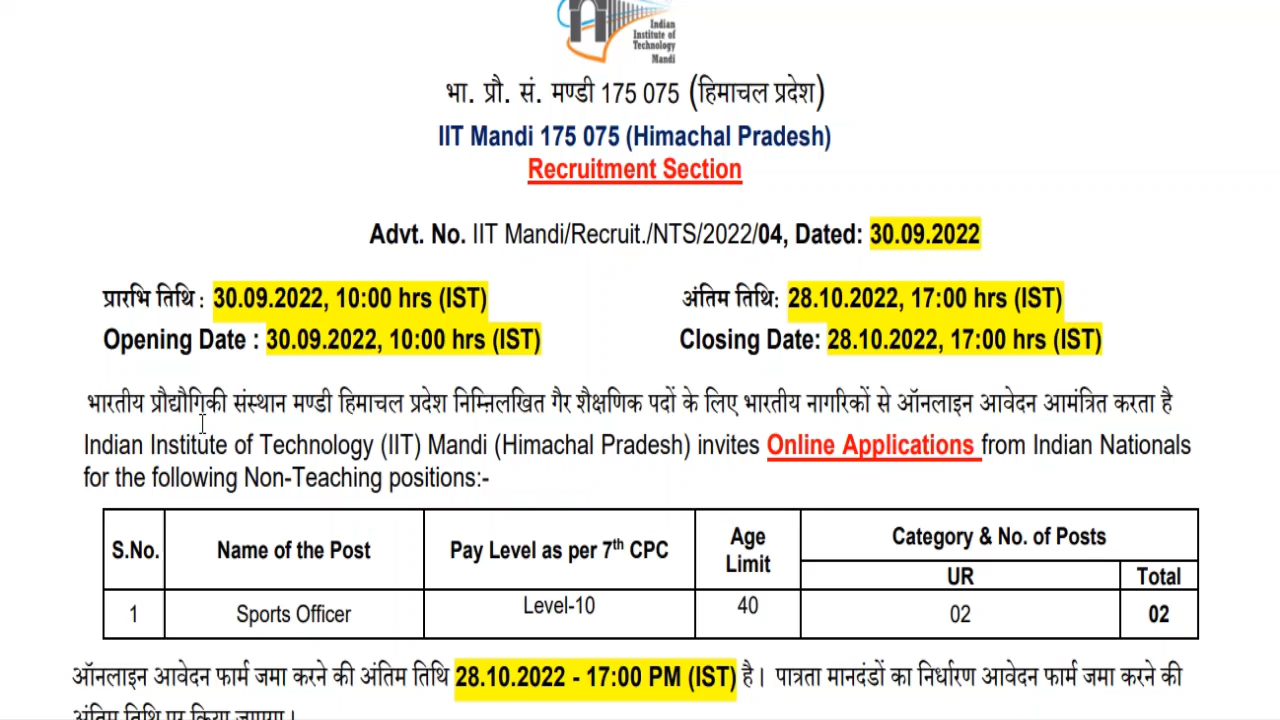 Indian
Institute of
Technology
Mandi
भा. प्रौ. सं. मण्डी 175 075 (हिमाचल प्रदेश)
IIT Mandi 175 075 (Himachal Pradesh)
Recruitment Section
Advt. No. IIT Mandi/Recruit./NTS/2022/04, Dated: 30.09.2022
प्रारभि तिथि : 30.09.2022, 10:00 hrs (IST) अंतिम तिथि: 28.10.2022, 17:00 hrs (IST)
Opening Date : 30.09.2022, 10:00 hrs (IST) Closing Date: 28.10.2022, 17:00 hrs (IST)
भारतीय प्रौद्यौगिकी संस्थान मण्डी हिमाचल प्रदेश निम्निलखित गैर शैक्षणिक पदों के लिए भारतीय नागरिकों से ऑनलाइन आवेदन आमंत्रित करता है
Indian Institute of Technology (IIT) Mandi (Himachal Pradesh) invites Online Applications from Indian Nationals
for the following Non-Teaching positions:-
S.No. Name of the Post Pay Level as per 7th CPC Age Limit Category & No. of Posts
UR Total
1 Sports Officer Level-10 40 02 02
ऑनलाइन आवेदन फार्म जमा करने की अंतिम तिथि 28.10.2022 - 17:00 PM (IST) है। पात्रता मानदंडों का निर्धारण आवेदन फार्म जमा करने की
अंतिम तिथि पर किया जाएगा।